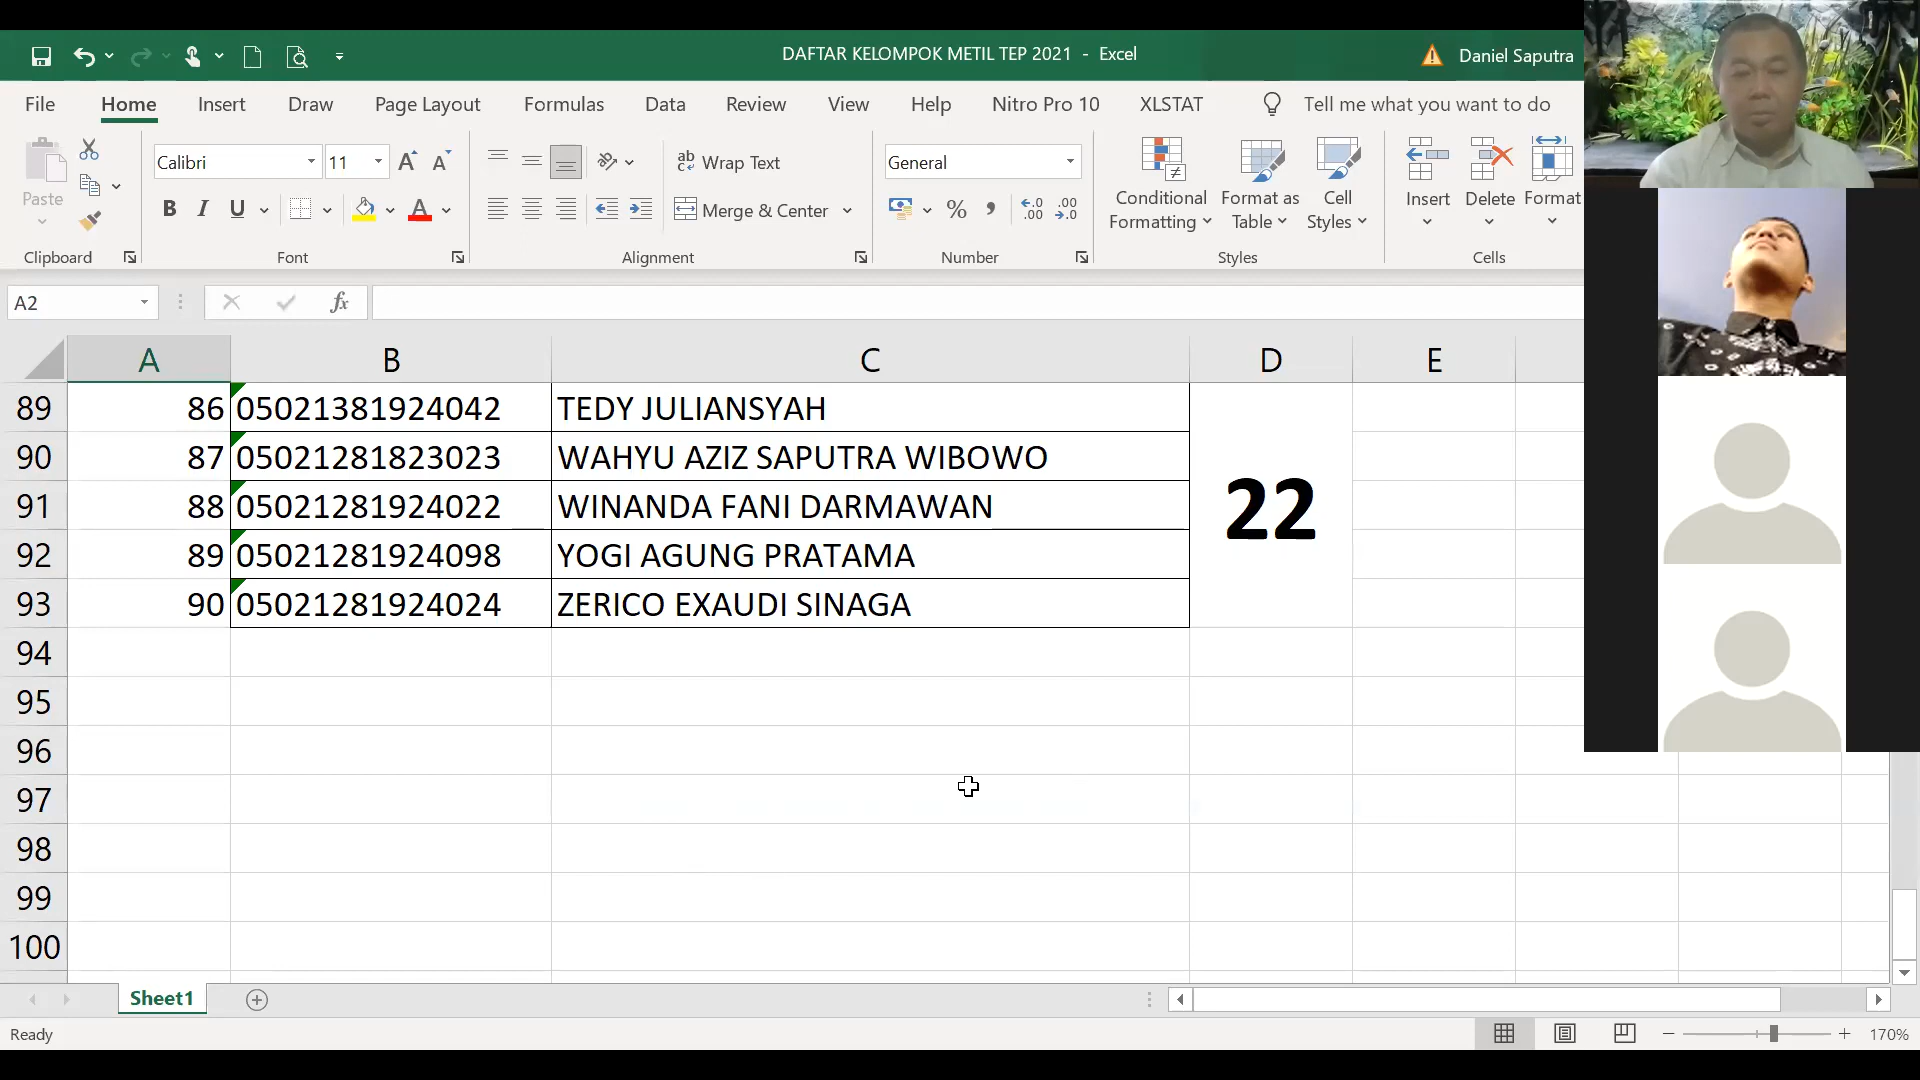 DAFTAR KELOMPOK METIL TEP 2021 - Excel
Daniel Saputra
File Home Insert Draw Page Layout Formulas Data Review View Help Nitro Pro 10 XLSTAT Tell me what you want to do
Paste
Clipboard
Calibri 11
B I U
Font
Wrap Text
Merge & Center
Alignment
General
Number
Conditional Formatting
Format as Table
Cell Styles
Styles
Insert Delete Format
Cells
A2 fx
A B C D E
89 86 05021381924042 TEDY JULIANSYAH
90 87 05021281823023 WAHYU AZIZ SAPUTRA WIBOWO
91 88 05021281924022 WINANDA FANI DARMAWAN 22
92 89 05021281924098 YOGI AGUNG PRATAMA
93 90 05021281924024 ZERICO EXAUDI SINAGA
94
95
96
97
98
99
100
Sheet1
Ready 170%